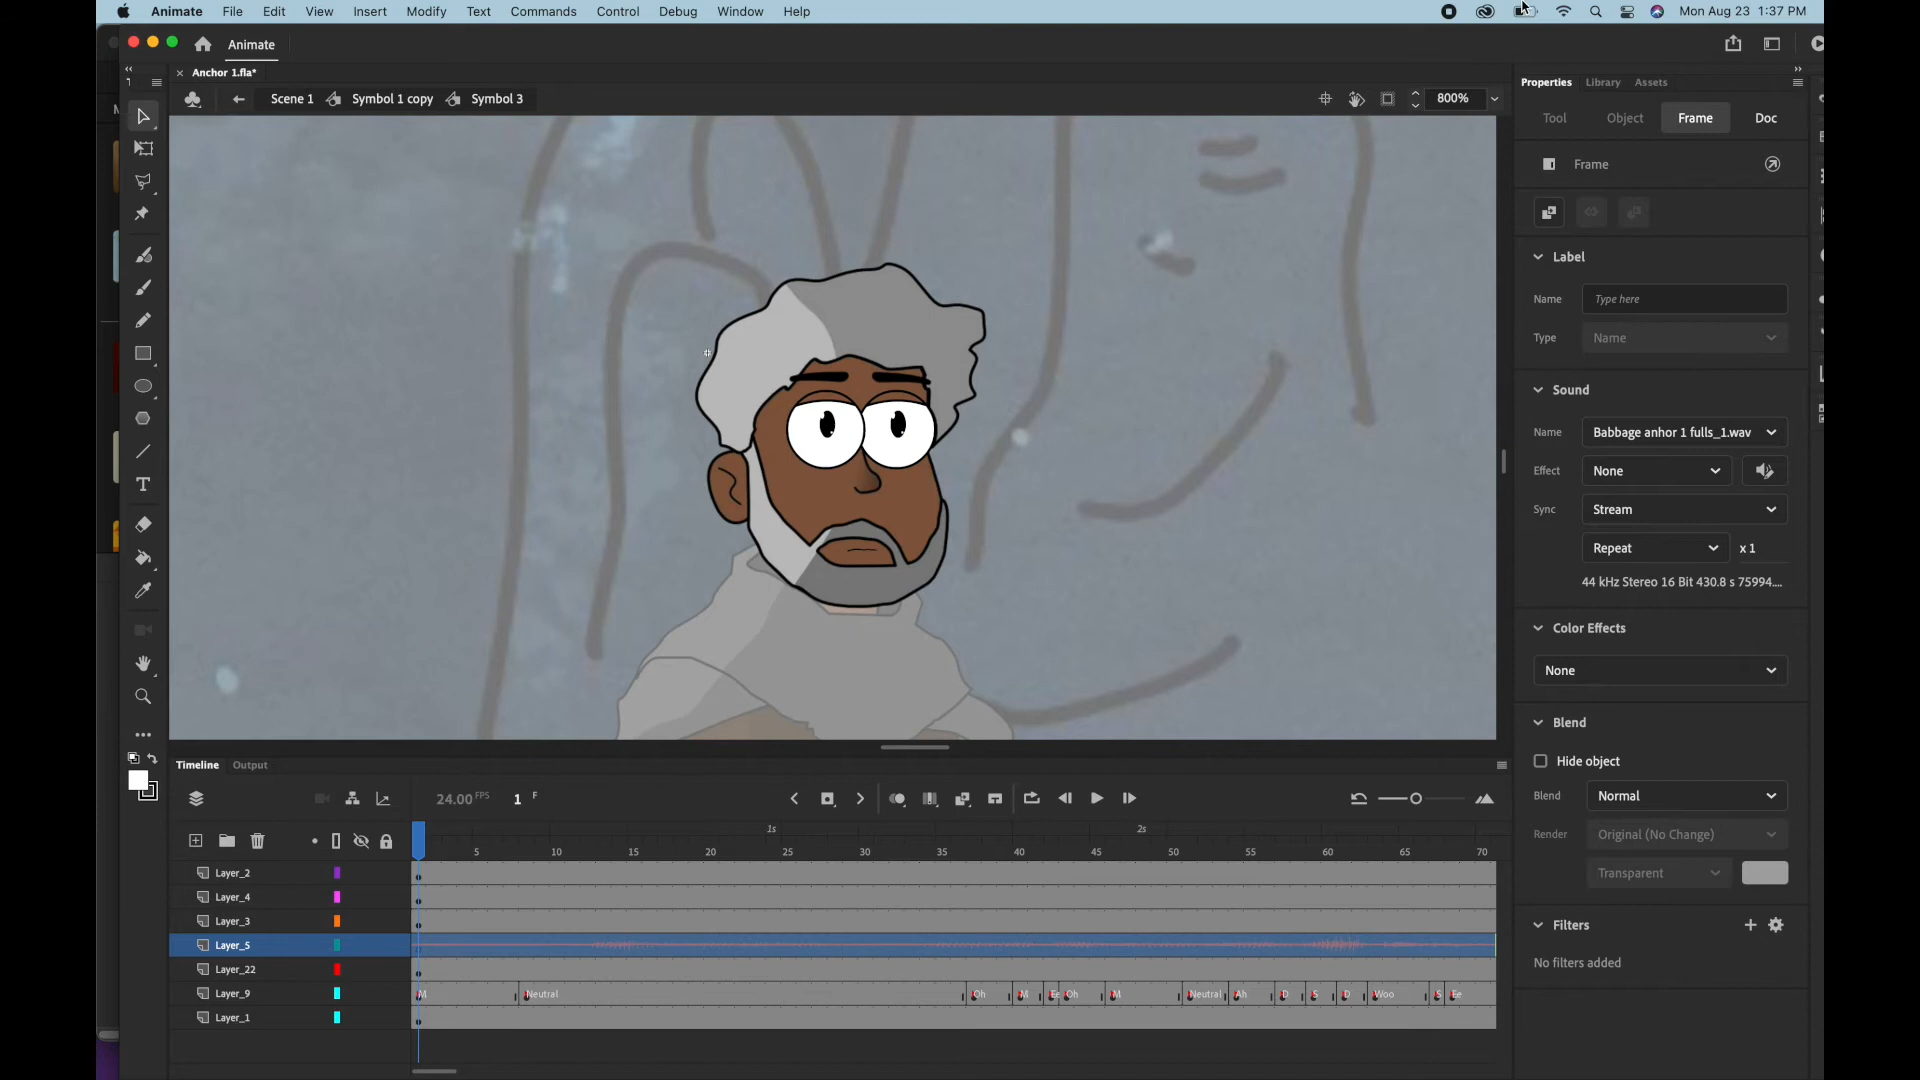 Animate File Edit View Insert Modify Text Commands Control Debug Window Help Mon Aug 23 1:37 PM
Animate
Anchor 1.fla*
Scene 1 Symbol 1 copy Symbol 3 800%
Properties Library Assets
Tool Object Frame Doc
Frame
Label
Name Type here
Type Name
Sound
Name Babbage anhor 1 fulls_1.wav
Effect None
Sync Stream
Repeat x 1
44 kHz Stereo 16 Bit 430.8 s 75994....
Color Effects
None
Blend
Hide object
Blend Normal
Render Original (No Change)
Transparent
Filters
No filters added
Timeline Output
24.00 FPS 1 F
1s 2s
5 10 15 20 25 30 35 40 45 50 55 60 65 70
Layer_2
Layer_4
Layer_3
Layer_5
Layer_22
Layer_9 M Neutral Oh M Ee Oh M Neutral Ah D S D Woo S Ee
Layer_1